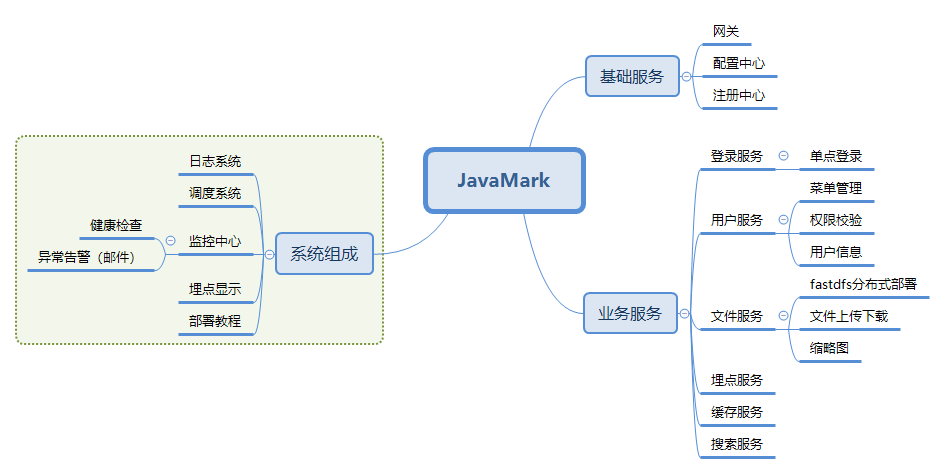 JavaMark
基础服务
网关
配置中心
注册中心
业务服务
登录服务
单点登录
用户服务
菜单管理
权限校验
用户信息
文件服务
fastdfs分布式部署
文件上传下载
缩略图
埋点服务
缓存服务
搜索服务
系统组成
日志系统
调度系统
监控中心
健康检查
异常告警（邮件）
埋点显示
部署教程